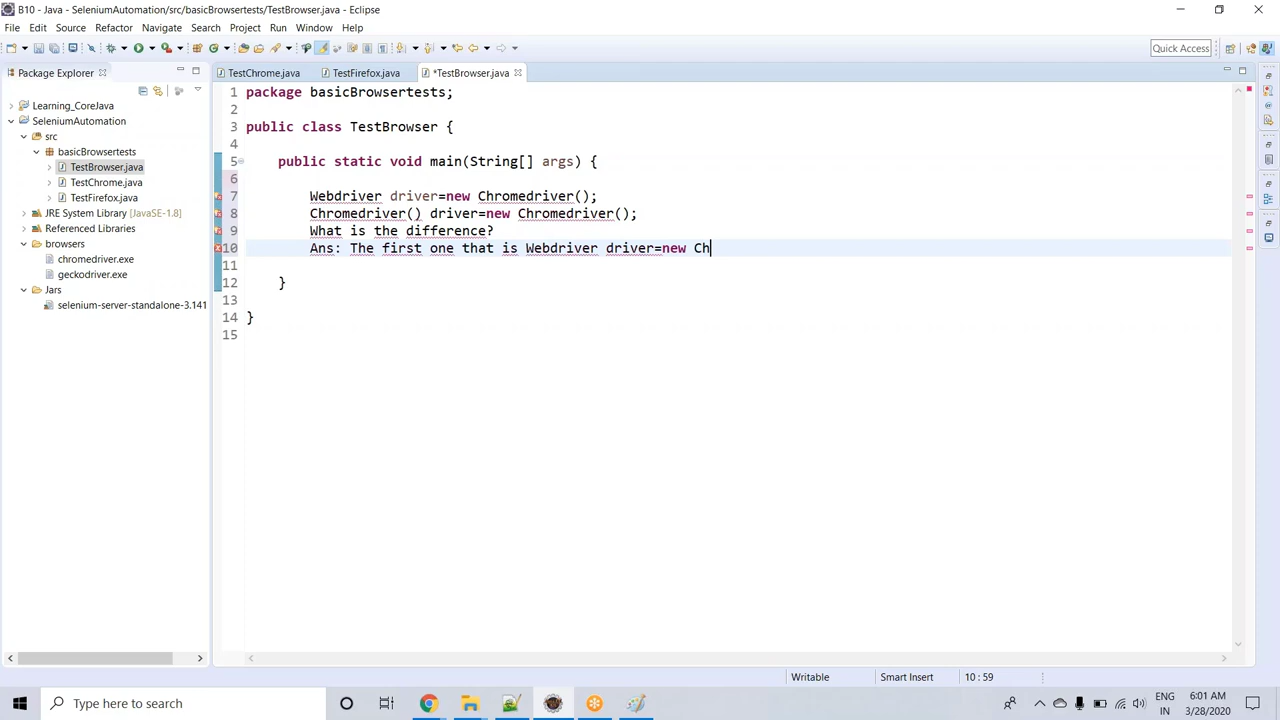 B10 - Java - SeleniumAutomation/src/basicBrowsertests/TestBrowser.java - Eclipse
File Edit Source Refactor Navigate Search Project Run Window Help
Quick Access
Package Explorer
TestChrome.java
TestFirefox.java
*TestBrowser.java
Learning_CoreJava
SeleniumAutomation
src
basicBrowsertests
TestBrowser.java
TestChrome.java
TestFirefox.java
JRE System Library [JavaSE-1.8]
Referenced Libraries
browsers
chromedriver.exe
geckodriver.exe
Jars
selenium-server-standalone-3.141
1 package basicBrowsertests;
2
3 public class TestBrowser {
4
5 public static void main(String[] args) {
6
7 Webdriver driver=new Chromedriver();
8 Chromedriver() driver=new Chromedriver();
9 What is the difference?
10 Ans: The first one that is Webdriver driver=new Ch
11
12 }
13
14 }
15
Writable
Smart Insert
10 : 59
Type here to search
ENG
IN
6:01 AM
3/28/2020